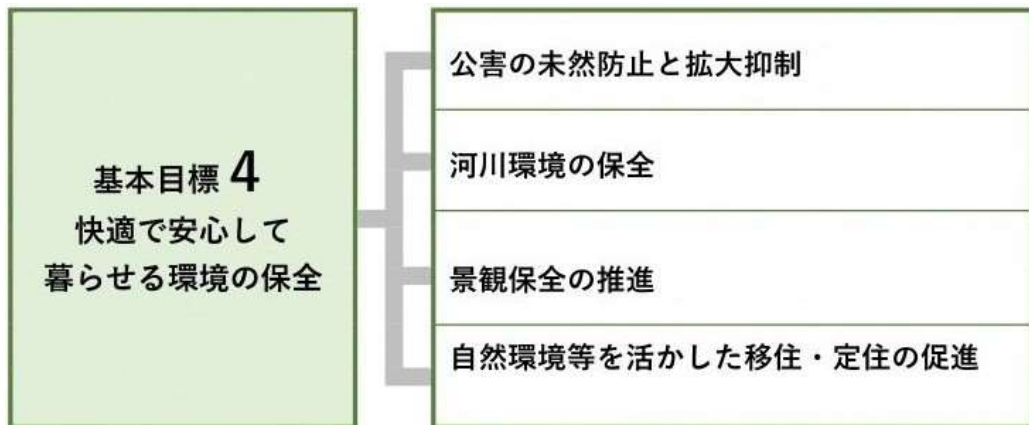 基本目標 4
快適で安心して
暮らせる環境の保全
公害の未然防止と拡大抑制
河川環境の保全
景観保全の推進
自然環境等を活かした移住・定住の促進